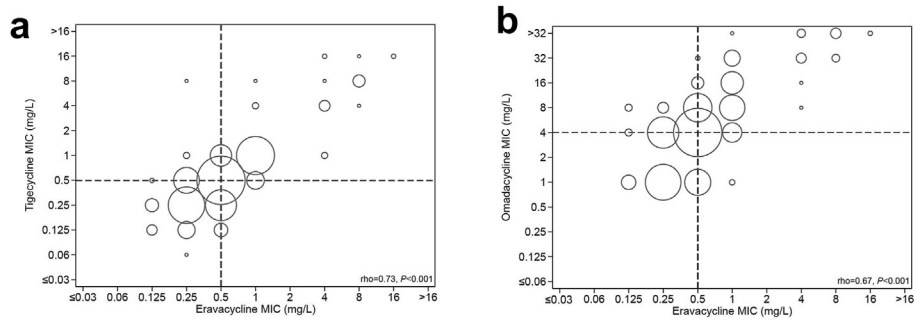 a
Tigecycline MIC (mg/L)
>16
16
8
4
2
1
0.5
0.25
0.125
0.06
≤0.03
rho=0.73, P<0.001
≤0.03 0.06 0.125 0.25 0.5 1 2 4 8 16 >16
Eravacycline MIC (mg/L)
b
Omadacycline MIC (mg/L)
>32
32
16
8
4
2
1
0.5
0.25
0.125
≤0.06
rho=0.67, P<0.001
≤0.03 0.06 0.125 0.25 0.5 1 2 4 8 16 >16
Eravacycline MIC (mg/L)